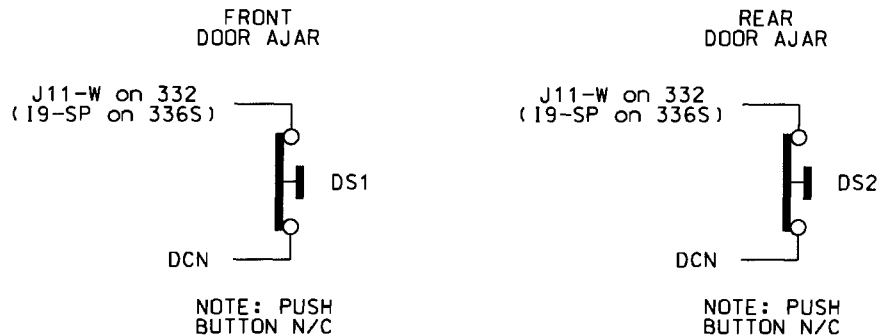 FRONT
DOOR AJAR
J11-W on 332
(I9-SP on 336S)
DS1
DCN
NOTE: PUSH
BUTTON N/C
REAR
DOOR AJAR
J11-W on 332
(I9-SP on 336S)
DS2
DCN
NOTE: PUSH
BUTTON N/C